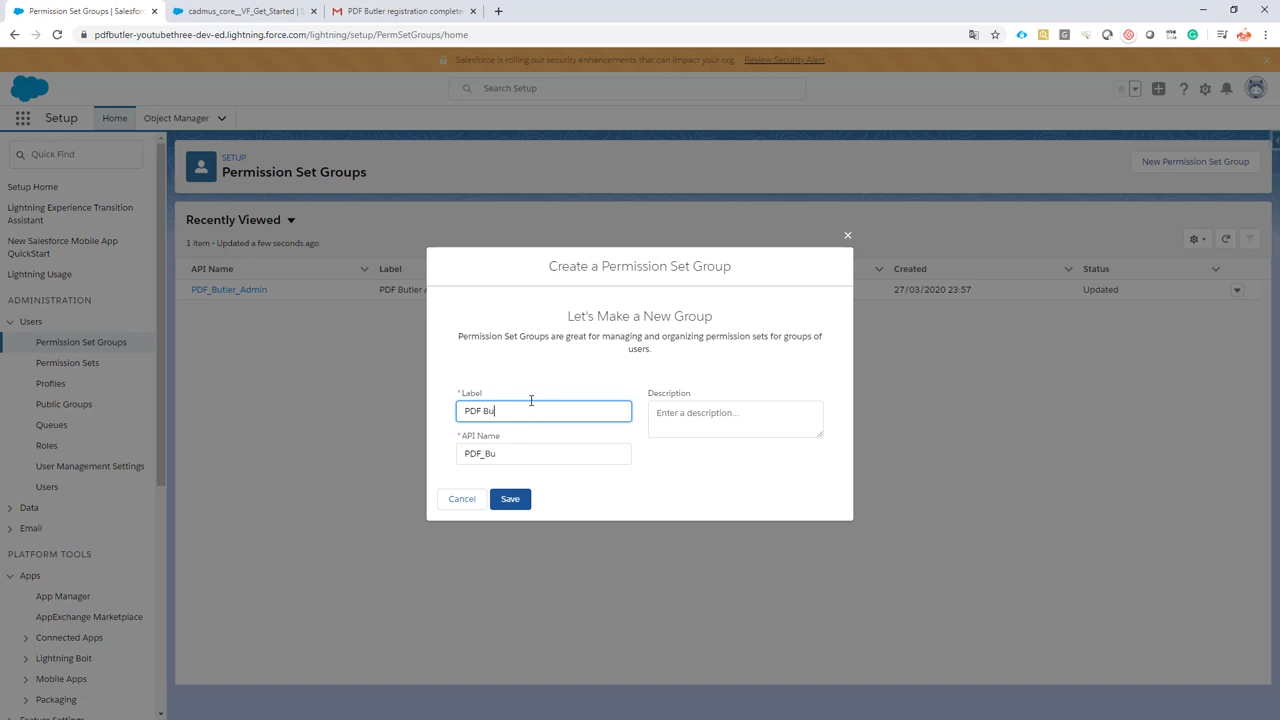 Permission Set Groups | Salesforc
cadmus_core__VF_Get_Started | S
PDF Butler registration complete
pdfbutler-youtubethree-dev-ed.lightning.force.com/lightning/setup/PermSetGroups/home
Salesforce is rolling out security enhancements that can impact your org. Review Security Alert
Search Setup
Setup
Home
Object Manager
Quick Find
Setup Home
Lightning Experience Transition
Assistant
New Salesforce Mobile App
QuickStart
Lightning Usage
ADMINISTRATION
Users
Permission Set Groups
Permission Sets
Profiles
Public Groups
Queues
Roles
User Management Settings
Users
Data
Email
PLATFORM TOOLS
Apps
App Manager
AppExchange Marketplace
Connected Apps
Lightning Bolt
Mobile Apps
Packaging
Feature Settings
SETUP
Permission Set Groups
New Permission Set Group
Recently Viewed
1 item • Updated a few seconds ago
API Name
Label
Created
Status
PDF_Butler_Admin
PDF Butler A
27/03/2020 23:57
Updated
Create a Permission Set Group
Let's Make a New Group
Permission Set Groups are great for managing and organizing permission sets for groups of
users.
*Label
PDF Bu
Description
Enter a description...
*API Name
PDF_Bu
Cancel
Save